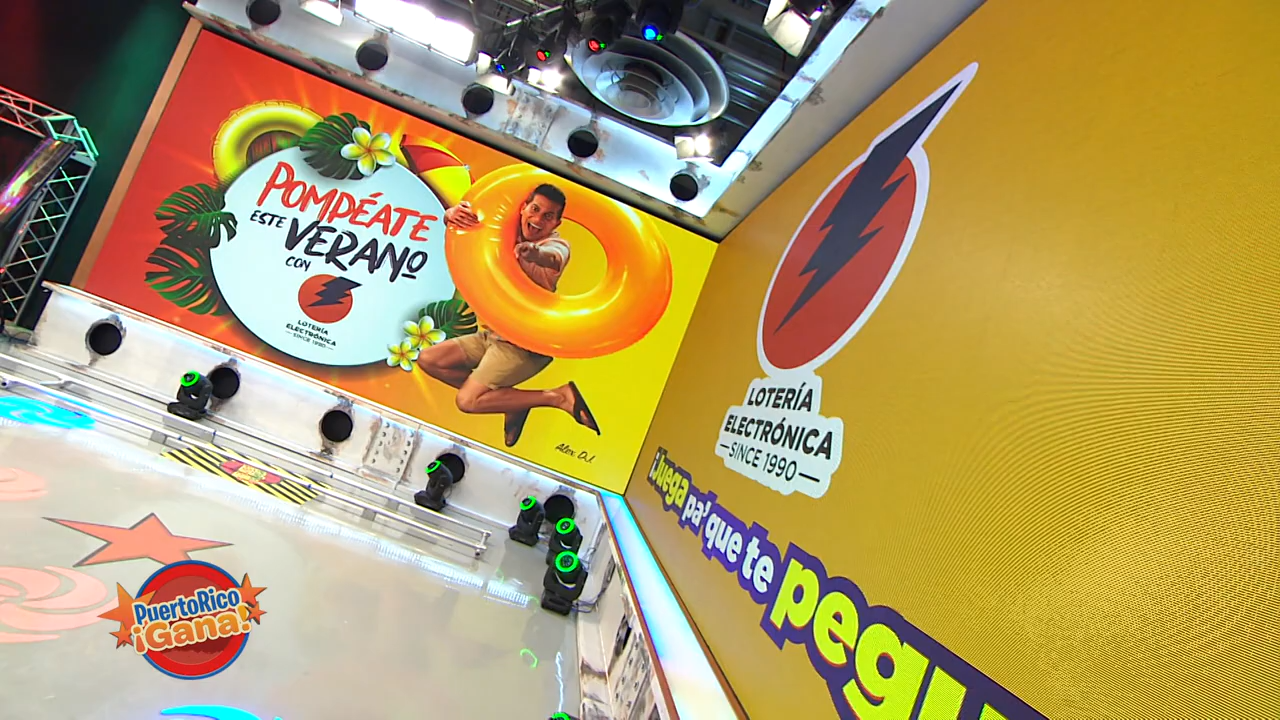 POMPÉATE
ESTE VERANO
CON
LOTERÍA
ELECTRÓNICA
SINCE 1990
Alex DJ.
LOTERÍA
ELECTRÓNICA
—SINCE 1990—
¡Juega pa' que te
PuertoRico
¡Gana!